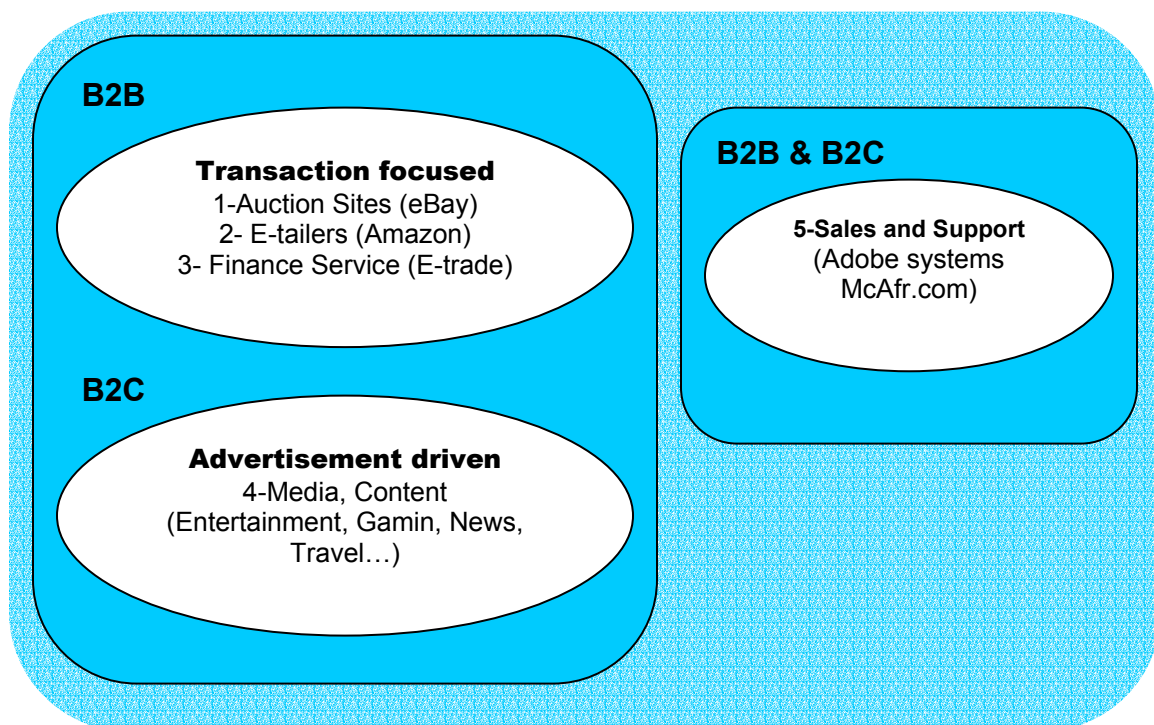 B2B
Transaction focused
1-Auction Sites (eBay)
2- E-tailers (Amazon)
3- Finance Service (E-trade)
B2C
Advertisement driven
4-Media, Content
(Entertainment, Gamin, News,
Travel…)
B2B & B2C
5-Sales and Support
(Adobe systems
McAfr.com)